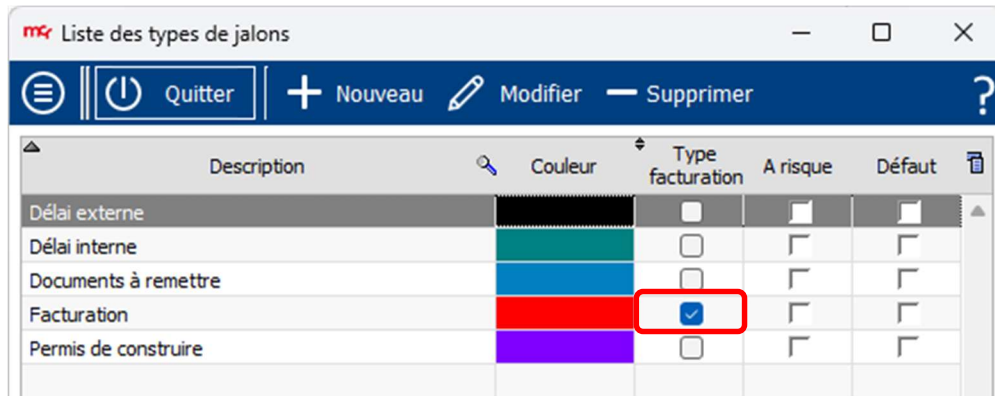 mcr Liste des types de jalons
Quitter Nouveau Modifier Supprimer ?
Description Couleur Type facturation A risque Défaut
Délai externe
Délai interne
Documents à remettre
Facturation
Permis de construire